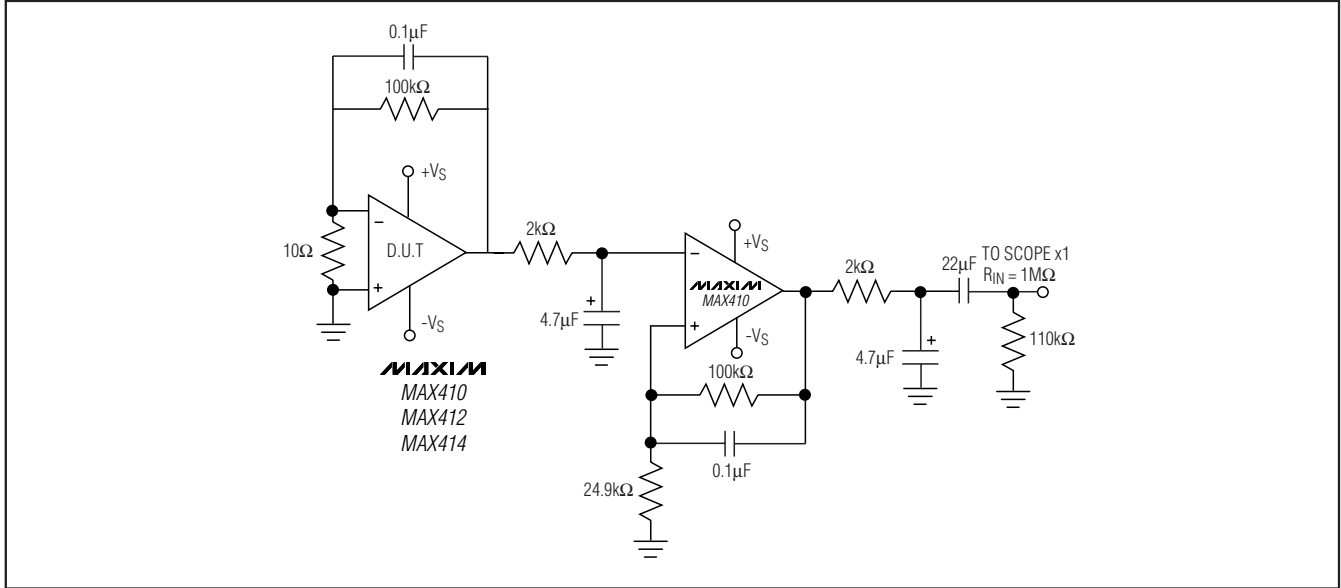 0.1µF
100kΩ
+VS
10Ω
−
D.U.T
+
-VS
MAXIM
MAX410
MAX412
MAX414
2kΩ
+
4.7µF
+VS
−
MAXIM
MAX410
+
-VS
100kΩ
0.1µF
24.9kΩ
2kΩ
+
4.7µF
22µF
TO SCOPE x1
RIN = 1MΩ
110kΩ